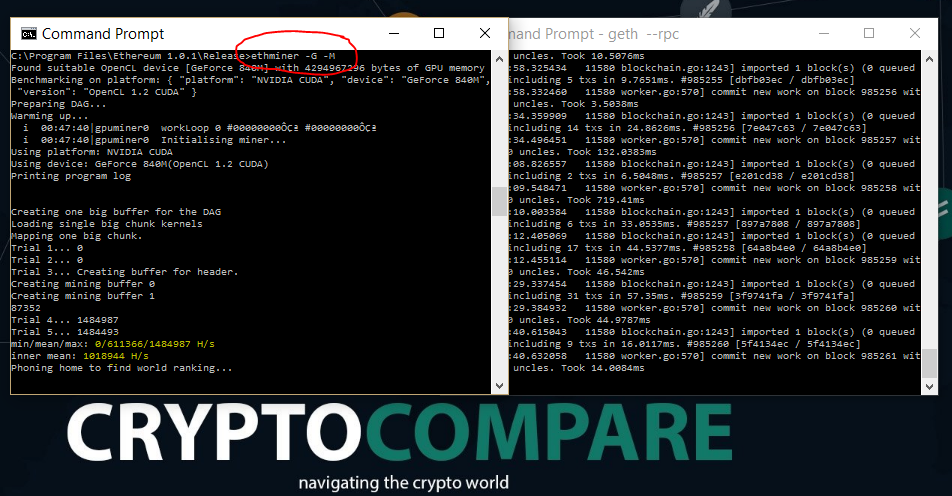 Command Prompt
C:\Program Files\Ethereum 1.0.1\Release>ethminer -G -M
Found suitable OpenCL device [GeForce 840M] with 4294967296 bytes of GPU memory
Benchmarking on platform: { "platform": "NVIDIA CUDA", "device": "GeForce 840M",
"version": "OpenCL 1.2 CUDA" }
Preparing DAG...
Warming up...
i 00:47:40|gpuminer0 workLoop 0 #00000000ÔÇª #00000000ÔÇª
i 00:47:40|gpuminer0 Initialising miner...
Using platform: NVIDIA CUDA
Using device: GeForce 840M(OpenCL 1.2 CUDA)
Printing program log
Creating one big buffer for the DAG
Loading single big chunk kernels
Mapping one big chunk.
Trial 1... 0
Trial 2... 0
Trial 3... Creating buffer for header.
Creating mining buffer 0
Creating mining buffer 1
87352
Trial 4... 1484987
Trial 5... 1484493
min/mean/max: 0/611366/1484987 H/s
inner mean: 1018944 H/s
Phoning home to find world ranking...
mand Prompt - geth --rpc
uncles. Took 10.5076ms
:58.325434 11580 blockchain.go:1243] imported 1 block(s) (0 queued
including 5 txs in 9.7651ms. #985255 [dbfb03ec / dbfb03ec]
:58.332460 11580 worker.go:570] commit new work on block 985256 wit
uncles. Took 3.5038ms
:34.359909 11580 blockchain.go:1243] imported 1 block(s) (0 queued
including 14 txs in 24.8626ms. #985256 [7e047c63 / 7e047c63]
:34.496451 11580 worker.go:570] commit new work on block 985257 wit
0 uncles. Took 132.0383ms
:08.826557 11580 blockchain.go:1243] imported 1 block(s) (0 queued
including 2 txs in 6.5048ms. #985257 [e201cd38 / e201cd38]
:09.548471 11580 worker.go:570] commit new work on block 985258 wit
0 uncles. Took 719.41ms
:10.003384 11580 blockchain.go:1243] imported 1 block(s) (0 queued
including 6 txs in 33.0535ms. #985257 [897a7808 / 897a7808]
:12.405069 11580 blockchain.go:1243] imported 1 block(s) (0 queued
including 17 txs in 44.5377ms. #985258 [64a8b4e0 / 64a8b4e0]
:12.455114 11580 worker.go:570] commit new work on block 985259 wit
0 uncles. Took 46.542ms
:29.337454 11580 blockchain.go:1243] imported 1 block(s) (0 queued
including 31 txs in 57.35ms. #985259 [3f9741fa / 3f9741fa]
:29.384932 11580 worker.go:570] commit new work on block 985260 wit
0 uncles. Took 44.9787ms
:40.615043 11580 blockchain.go:1243] imported 1 block(s) (0 queued
including 9 txs in 16.0117ms. #985260 [5f4134ec / 5f4134ec]
:40.632058 11580 worker.go:570] commit new work on block 985261 wit
uncles. Took 14.0084ms
CRYPTOCOMPARE
navigating the crypto world